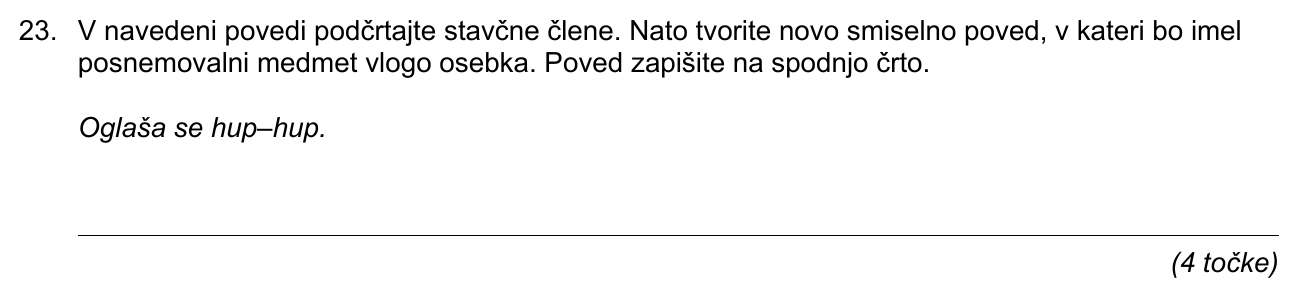 23. V navedeni povedi podčrtajte stavčne člene. Nato tvorite novo smiselno poved, v kateri bo imel
posnemovalni medmet vlogo osebka. Poved zapišite na spodnjo črto.
Oglaša se hup–hup.
(4 točke)